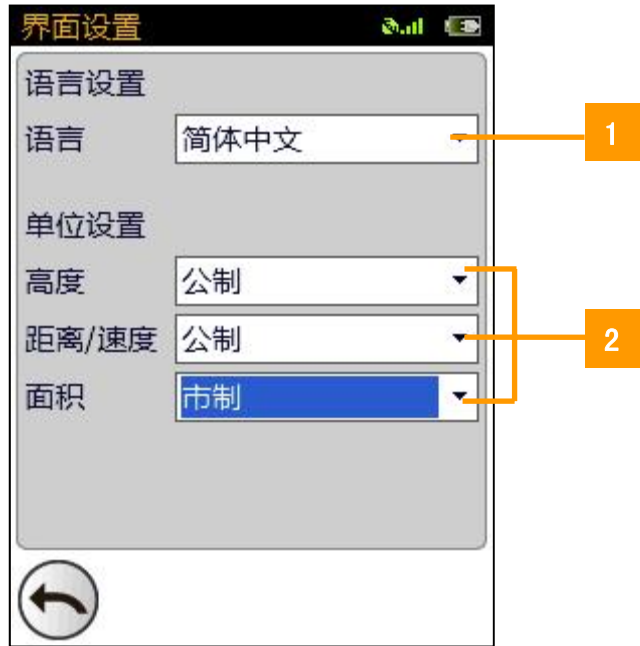 界面设置
语言设置
语言 简体中文
1
单位设置
高度 公制
距离/速度 公制
2
面积 市制